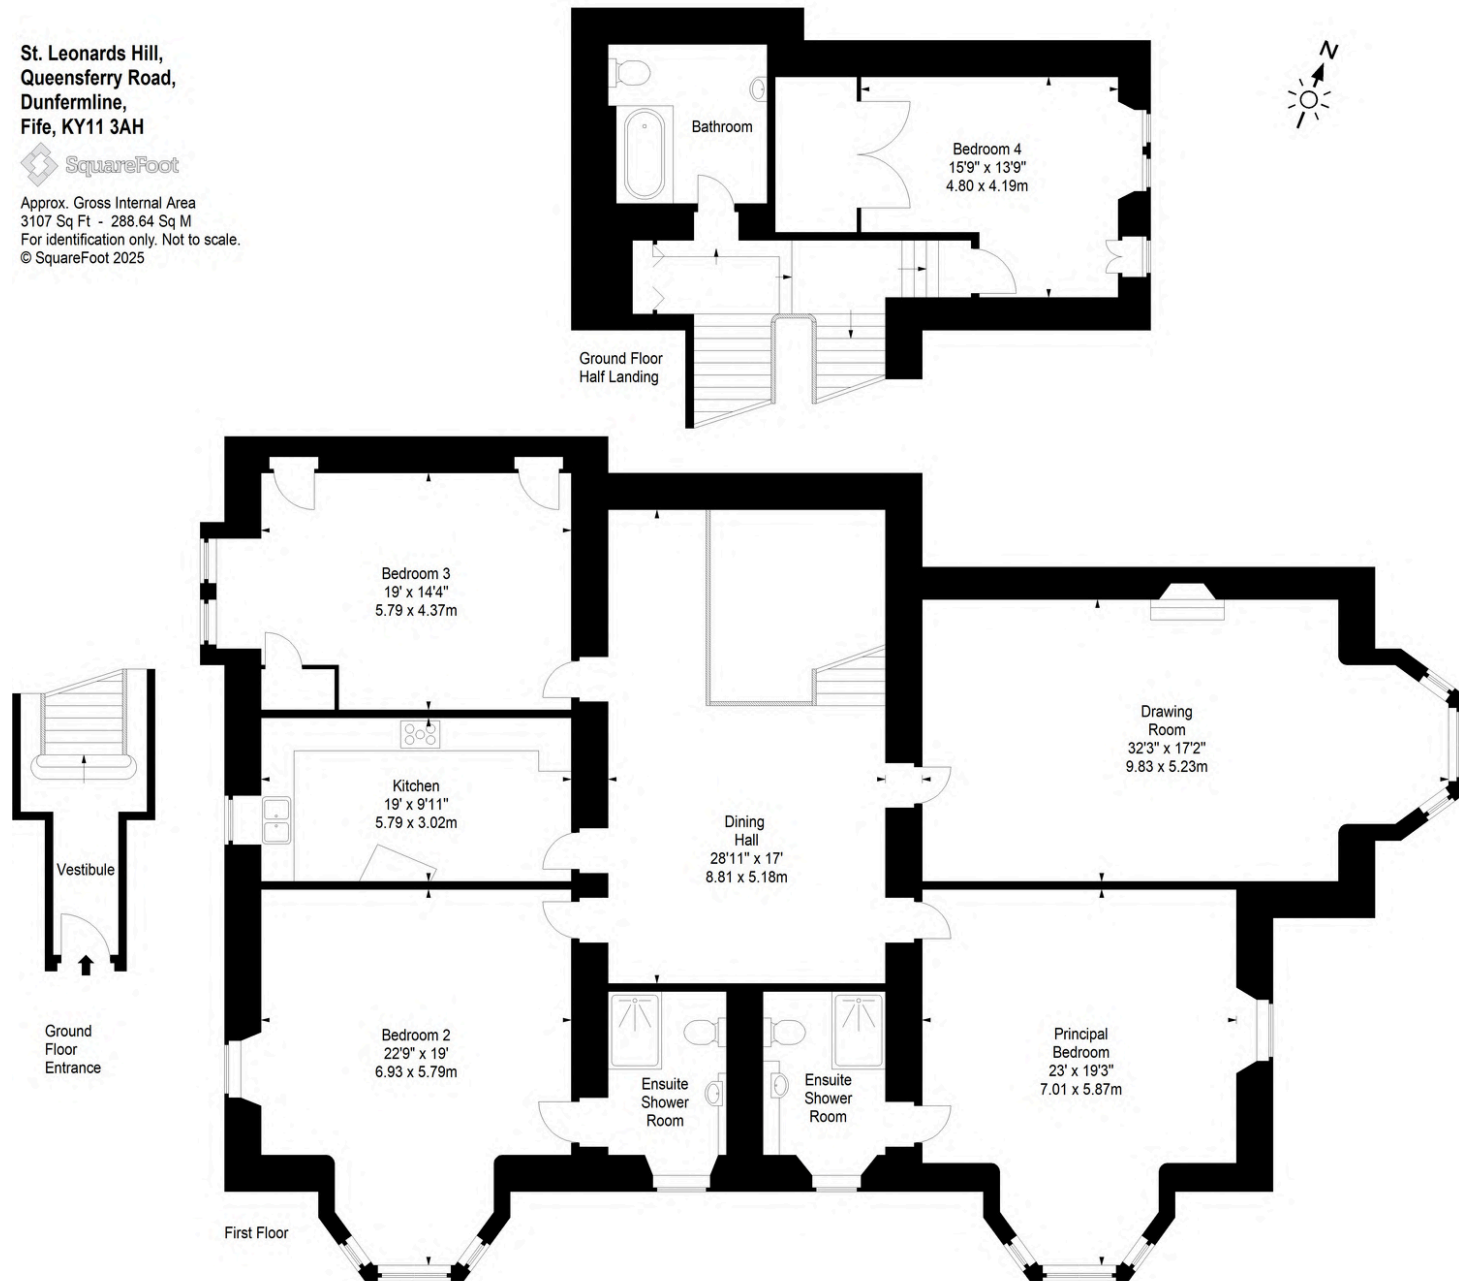 St. Leonards Hill,
Queensferry Road,
Dunfermline,
Fife, KY11 3AH
SquareFoot
Approx. Gross Internal Area
3107 Sq Ft - 288.64 Sq M
For identification only. Not to scale.
© SquareFoot 2025
N
Bathroom
Bedroom 4
15'9" x 13'9"
4.80 x 4.19m
Ground Floor
Half Landing
Bedroom 3
19' x 14'4"
5.79 x 4.37m
Kitchen
19' x 9'11"
5.79 x 3.02m
Dining
Hall
28'11" x 17'
8.81 x 5.18m
Drawing
Room
32'3" x 17'2"
9.83 x 5.23m
Vestibule
Ground
Floor
Entrance
Bedroom 2
22'9" x 19'
6.93 x 5.79m
Ensuite
Shower
Room
Ensuite
Shower
Room
Principal
Bedroom
23' x 19'3"
7.01 x 5.87m
First Floor